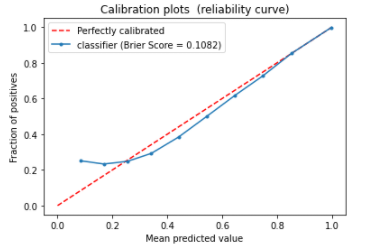 Calibration plots (reliability curve)
Perfectly calibrated
classifier (Brier Score = 0.1082)
Fraction of positives
1.0
0.8
0.6
0.4
0.2
0.0
0.0 0.2 0.4 0.6 0.8 1.0
Mean predicted value